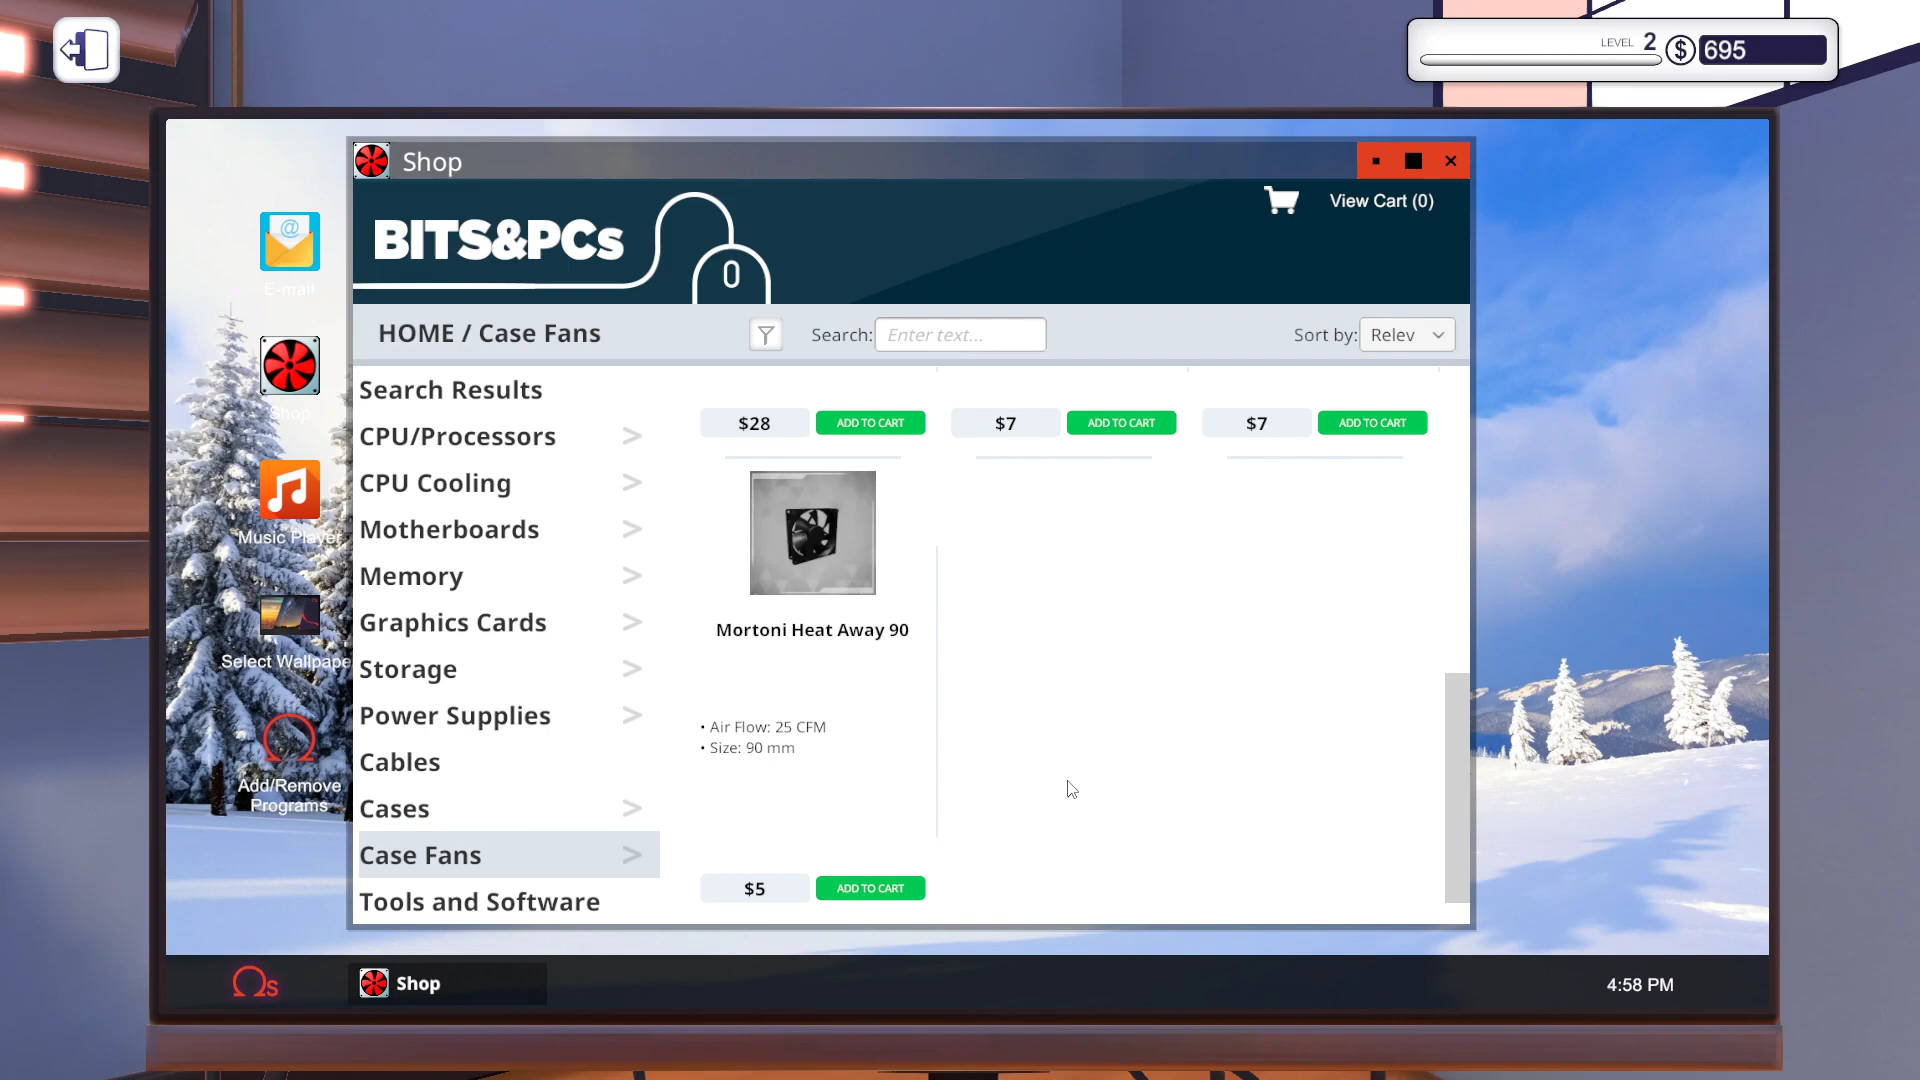 LEVEL 2 $ 695
Shop
View Cart (0)
BITS&PCs
HOME / Case Fans
Search: Enter text...
Sort by: Relev
Search Results
CPU/Processors >
CPU Cooling >
Motherboards >
Memory >
Graphics Cards >
Storage >
Power Supplies >
Cables
Cases >
Case Fans >
Tools and Software
$28 ADD TO CART
$7 ADD TO CART
$7 ADD TO CART
Mortoni Heat Away 90
• Air Flow: 25 CFM
• Size: 90 mm
$5 ADD TO CART
E-mail
Shop
Music Player
Select Wallpape
Add/Remove
Programs
Ωs
Shop
4:58 PM